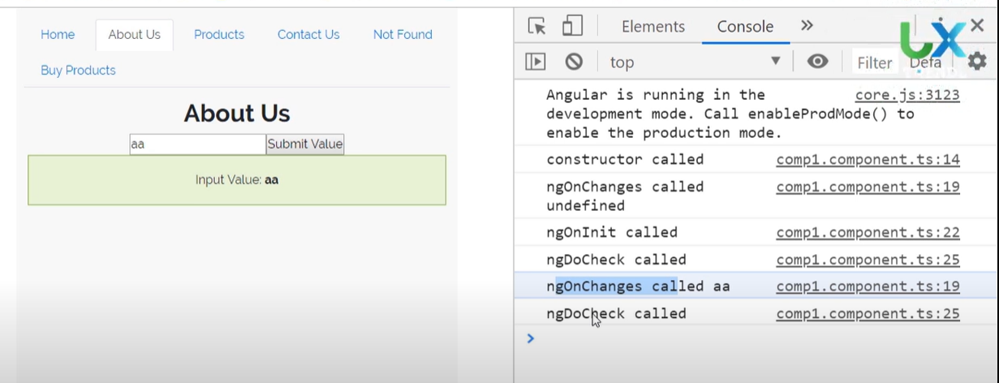 Home
About Us
Products
Contact Us
Not Found
Buy Products
About Us
aa
Submit Value
Input Value: aa
Elements
Console
top
Filter
Defa
UX
Angular is running in the core.js:3123
development mode. Call enableProdMode() to
enable the production mode.
constructor called comp1.component.ts:14
ngOnChanges called comp1.component.ts:19
undefined
ngOnInit called comp1.component.ts:22
ngDoCheck called comp1.component.ts:25
ngOnChanges called aa comp1.component.ts:19
ngDoCheck called comp1.component.ts:25